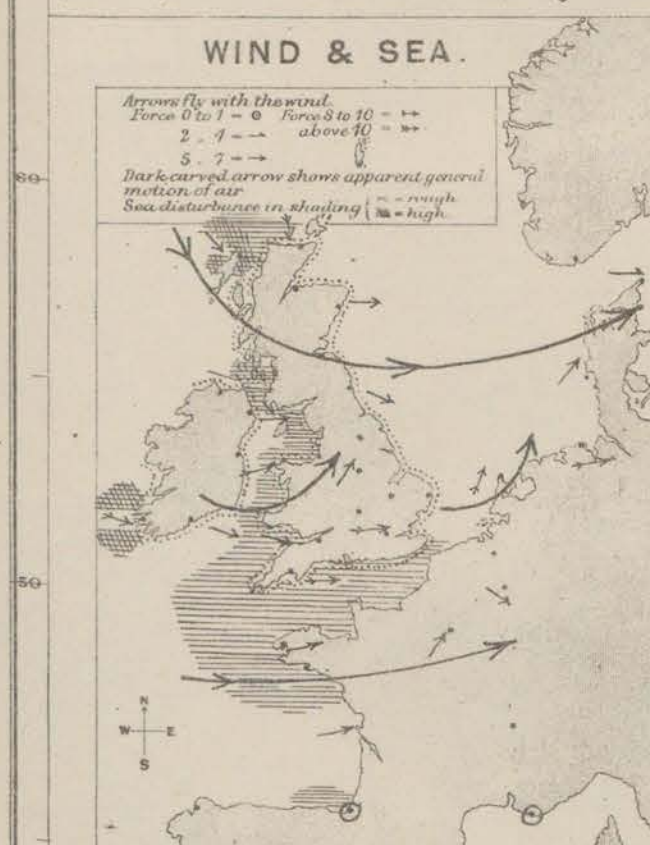 WIND & SEA.
Arrows fly with the wind.
Force 0 to 1 = Force 8 to 10 =
2 . 4 = above 10 =
5 . 7 =
Dark curved arrow shows apparent general
motion of air
Sea disturbance in shading = rough
= high
60
50
N
W E
S